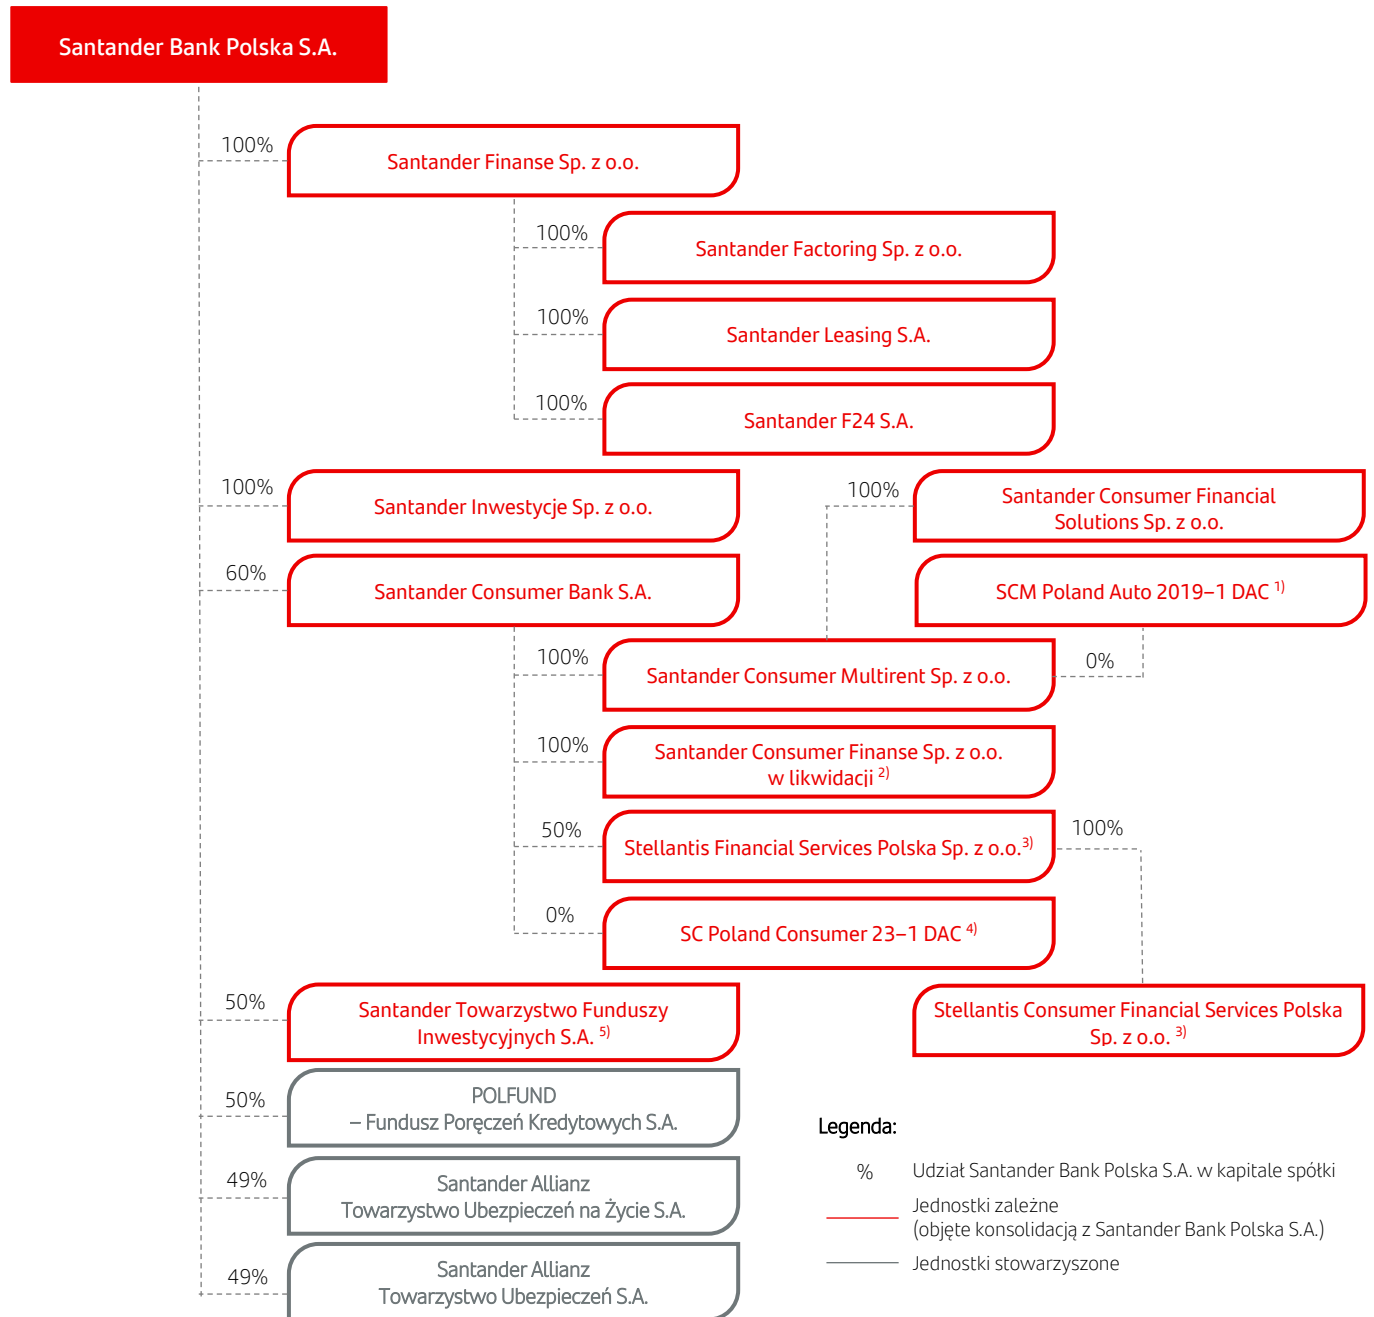 Santander Bank Polska S.A.
100%
Santander Finanse Sp. z o.o.
100%
Santander Factoring Sp. z o.o.
100%
Santander Leasing S.A.
100%
Santander F24 S.A.
100%
Santander Inwestycje Sp. z o.o.
100%
Santander Consumer Financial
Solutions Sp. z o.o.
60%
Santander Consumer Bank S.A.
SCM Poland Auto 2019–1 DAC 1)
100%
Santander Consumer Multirent Sp. z o.o.
0%
100%
Santander Consumer Finanse Sp. z o.o.
w likwidacji 2)
50%
Stellantis Financial Services Polska Sp. z o.o.3)
100%
0%
SC Poland Consumer 23–1 DAC 4)
50%
Santander Towarzystwo Funduszy
Inwestycyjnych S.A. 5)
Stellantis Consumer Financial Services Polska
Sp. z o.o. 3)
50%
POLFUND
– Fundusz Poręczeń Kredytowych S.A.
49%
Santander Allianz
Towarzystwo Ubezpieczeń na Życie S.A.
49%
Santander Allianz
Towarzystwo Ubezpieczeń S.A.
Legenda:
% Udział Santander Bank Polska S.A. w kapitale spółki
Jednostki zależne
(objęte konsolidacją z Santander Bank Polska S.A.)
Jednostki stowarzyszone